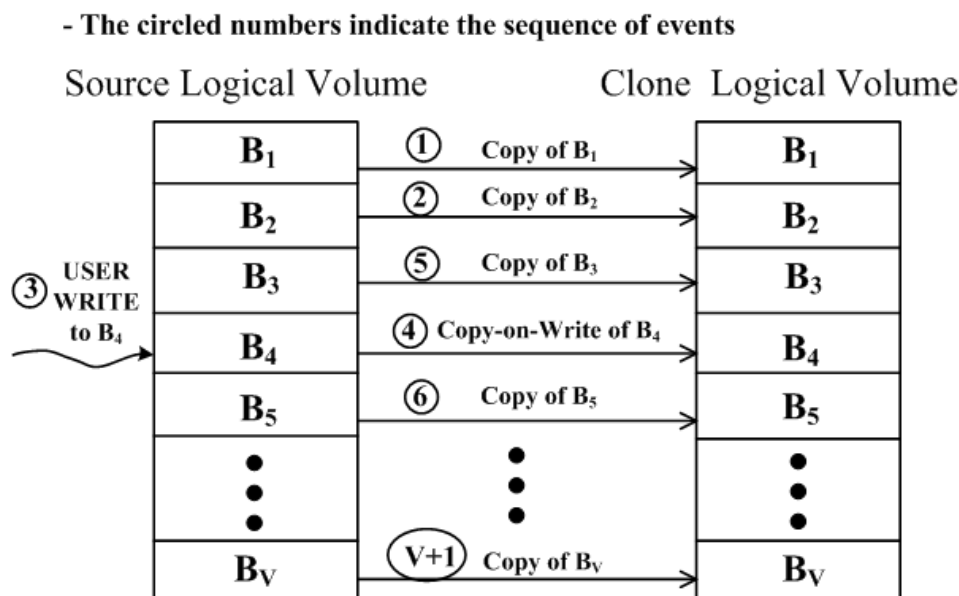 - The circled numbers indicate the sequence of events
Source Logical Volume
Clone Logical Volume
B₁
① Copy of B₁
B₁
B₂
② Copy of B₂
B₂
③ USER
WRITE
to B₄
B₃
⑤ Copy of B₃
B₃
B₄
④ Copy-on-Write of B₄
B₄
B₅
⑥ Copy of B₅
B₅
Bᵥ
V+1 Copy of Bᵥ
Bᵥ